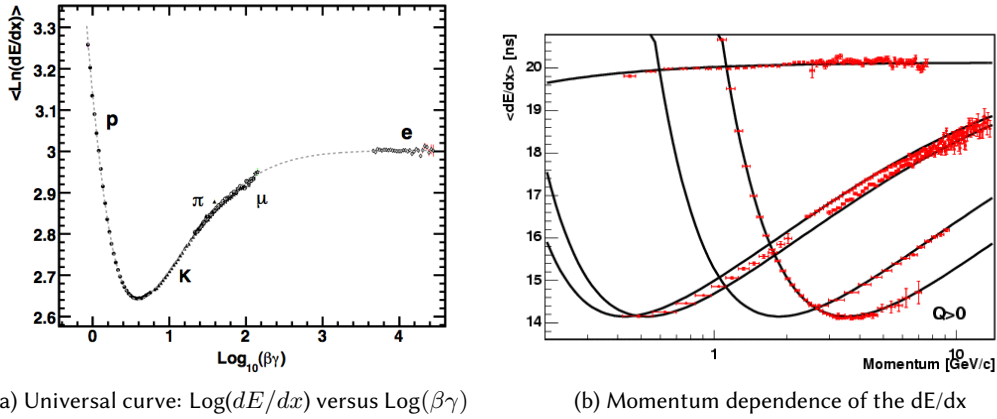 <Ln(dE/dx)>
3.3
3.2
3.1
3
2.9
2.8
2.7
2.6
p
e
π
μ
K
0
1
2
3
4
Log10(βγ)
a) Universal curve: Log(dE/dx) versus Log(βγ)
<dE/dx> [ns]
20
19
18
17
16
15
14
Q>0
1
10
Momentum [GeV/c]
(b) Momentum dependence of the dE/dx